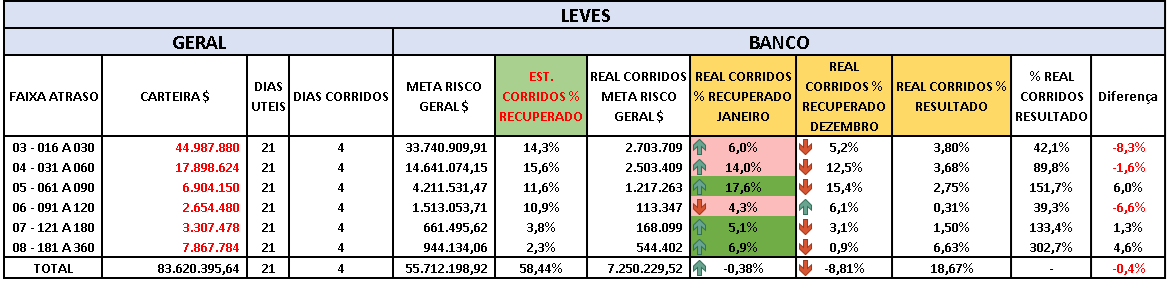 LEVES
GERAL BANCO
FAIXA ATRASO CARTEIRA $ DIAS UTEIS DIAS CORRIDOS META RISCO GERAL $ EST. CORRIDOS % RECUPERADO REAL CORRIDOS META RISCO GERAL $ REAL CORRIDOS % RECUPERADO JANEIRO REAL CORRIDOS % RECUPERADO DEZEMBRO REAL CORRIDOS % RESULTADO % REAL CORRIDOS RESULTADO Diferença
03 - 016 A 030 44.987.880 21 4 33.740.909,91 14,3% 2.703.709 6,0% 5,2% 3,80% 42,1% -8,3%
04 - 031 A 060 17.898.624 21 4 14.641.074,15 15,6% 2.503.409 14,0% 12,5% 3,68% 89,8% -1,6%
05 - 061 A 090 6.904.150 21 4 4.211.531,47 11,6% 1.217.263 17,6% 15,4% 2,75% 151,7% 6,0%
06 - 091 A 120 2.654.480 21 4 1.513.053,71 10,9% 113.347 4,3% 6,1% 0,31% 39,3% -6,6%
07 - 121 A 180 3.307.478 21 4 661.495,62 3,8% 168.099 5,1% 3,1% 1,50% 133,4% 1,3%
08 - 181 A 360 7.867.784 21 4 944.134,06 2,3% 544.402 6,9% 0,9% 6,63% 302,7% 4,6%
TOTAL 83.620.395,64 21 4 55.712.198,92 58,44% 7.250.229,52 -0,38% -8,81% 18,67% - -0,4%